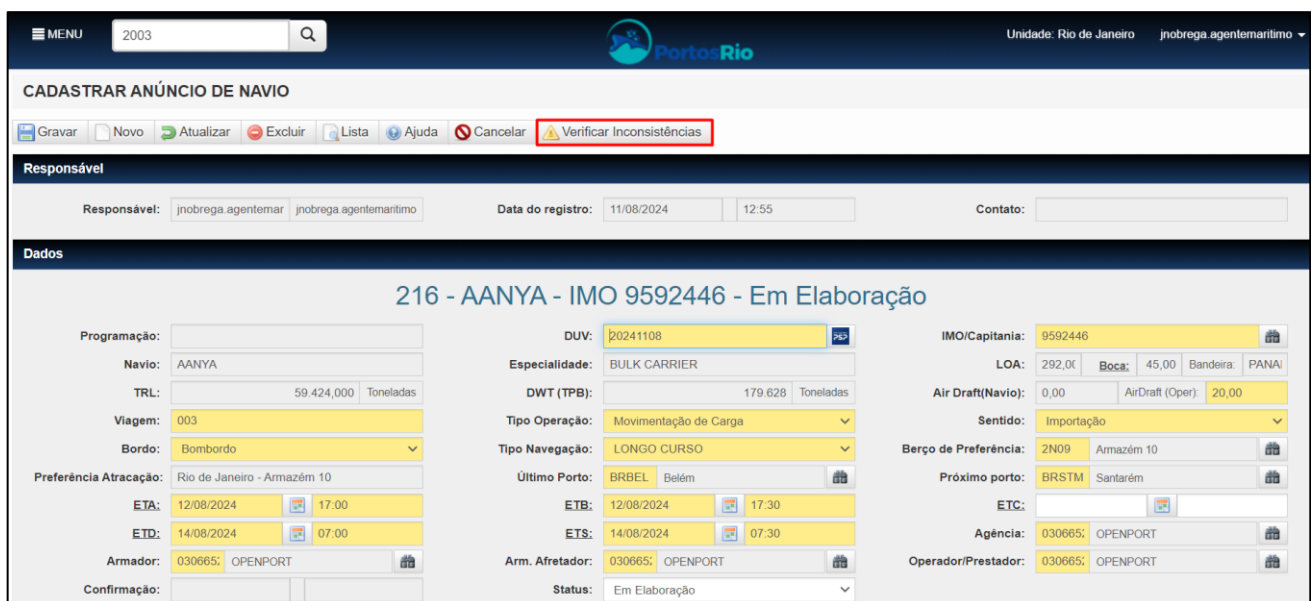 MENU 2003 PortosRio Unidade: Rio de Janeiro jnobrega.agentemaritimo
CADASTRAR ANÚNCIO DE NAVIO
Gravar Novo Atualizar Excluir Lista Ajuda Cancelar Verificar Inconsistências
Responsável
Responsável: jnobrega.agentemar jnobrega.agentemaritimo Data do registro: 11/08/2024 12:55 Contato:
Dados
216 - AANYA - IMO 9592446 - Em Elaboração
Programação: DUV: 20241108 IMO/Capitania: 9592446
Navio: AANYA Especialidade: BULK CARRIER LOA: 292,0( Boca: 45,00 Bandeira: PANAI
TRL: 59.424,000 Toneladas DWT (TPB): 179.628 Toneladas Air Draft(Navio): 0,00 AirDraft (Oper): 20,00
Viagem: 003 Tipo Operação: Movimentação de Carga Sentido: Importação
Bordo: Bombordo Tipo Navegação: LONGO CURSO Berço de Preferência: 2N09 Armazém 10
Preferência Atracação: Rio de Janeiro - Armazém 10 Último Porto: BRBEL Belém Próximo porto: BRSTM Santarém
ETA: 12/08/2024 17:00 ETB: 12/08/2024 17:30 ETC:
ETD: 14/08/2024 07:00 ETS: 14/08/2024 07:30 Agência: 030665 OPENPORT
Armador: 030665 OPENPORT Arm. Afretador: 030665 OPENPORT Operador/Prestador: 030665 OPENPORT
Confirmação: Status: Em Elaboração